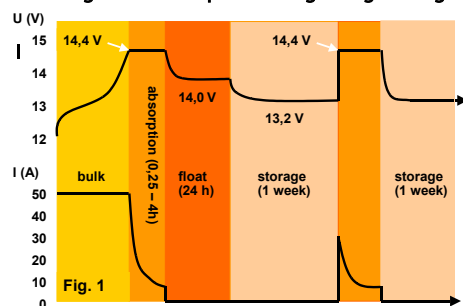 U (V)
I
15
14
13
12
14,4 V
14,0 V
13,2 V
14,4 V
I (A)
50
40
30
20
10
0
bulk
absorption (0,25 – 4h)
float
(24 h)
storage
(1 week)
storage
(1 week)
Fig. 1